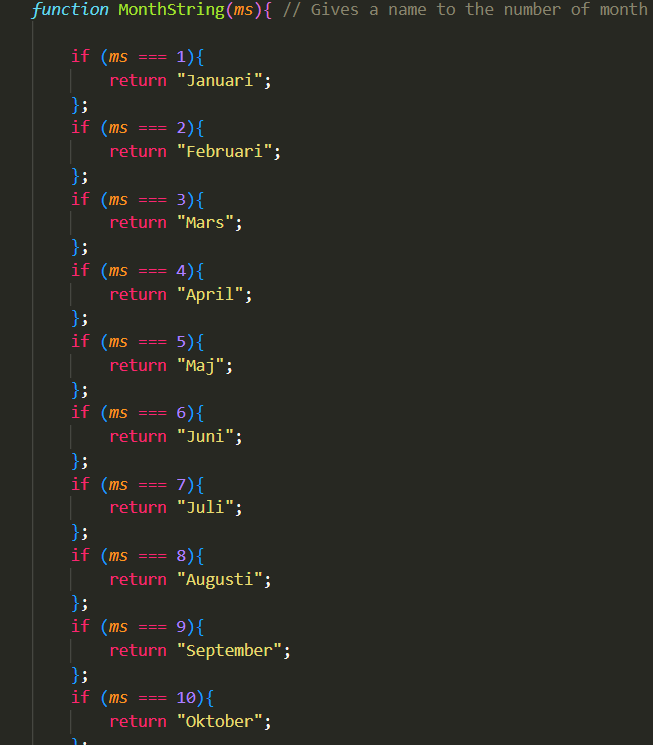 function MonthString(ms){ // Gives a name to the number of month
if (ms === 1){
return "Januari";
};
if (ms === 2){
return "Februari";
};
if (ms === 3){
return "Mars";
};
if (ms === 4){
return "April";
};
if (ms === 5){
return "Maj";
};
if (ms === 6){
return "Juni";
};
if (ms === 7){
return "Juli";
};
if (ms === 8){
return "Augusti";
};
if (ms === 9){
return "September";
};
if (ms === 10){
return "Oktober";
};